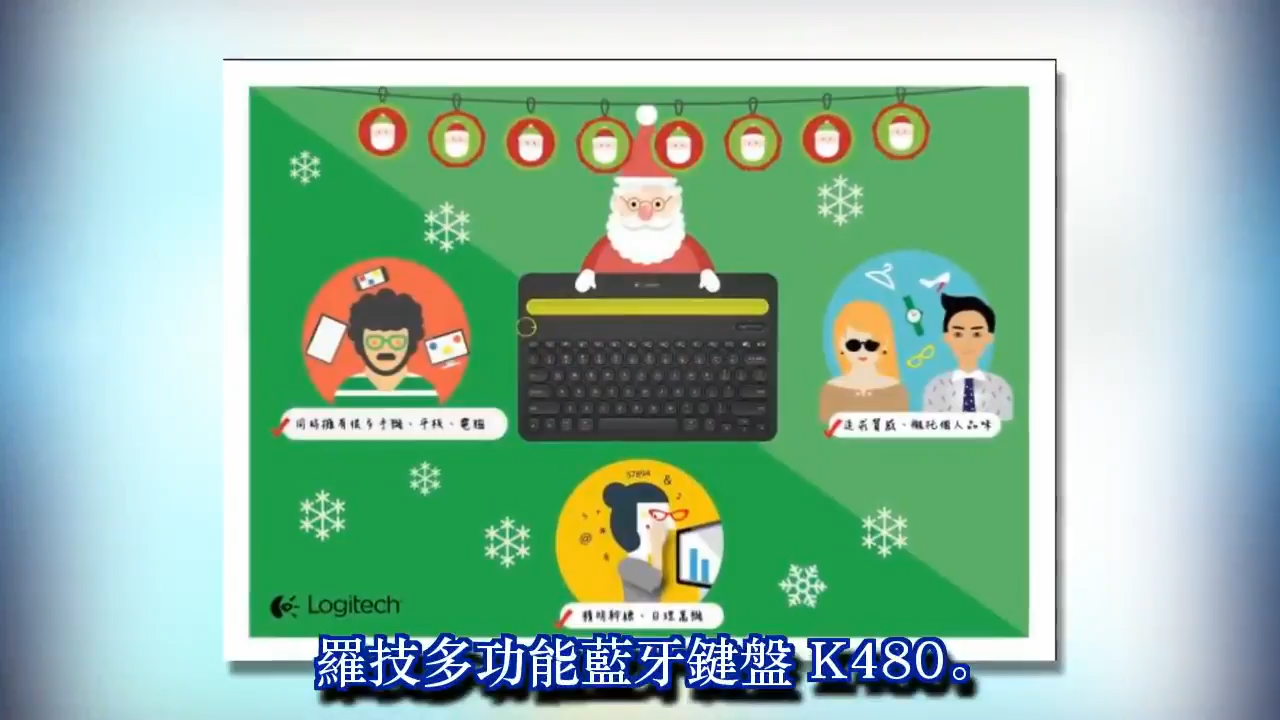 同時擁有很多手機、平板、電腦
追求質感、襯托個人品味
57894
&
@
精明幹練、日理萬機
Logitech
羅技多功能藍牙鍵盤 K480。